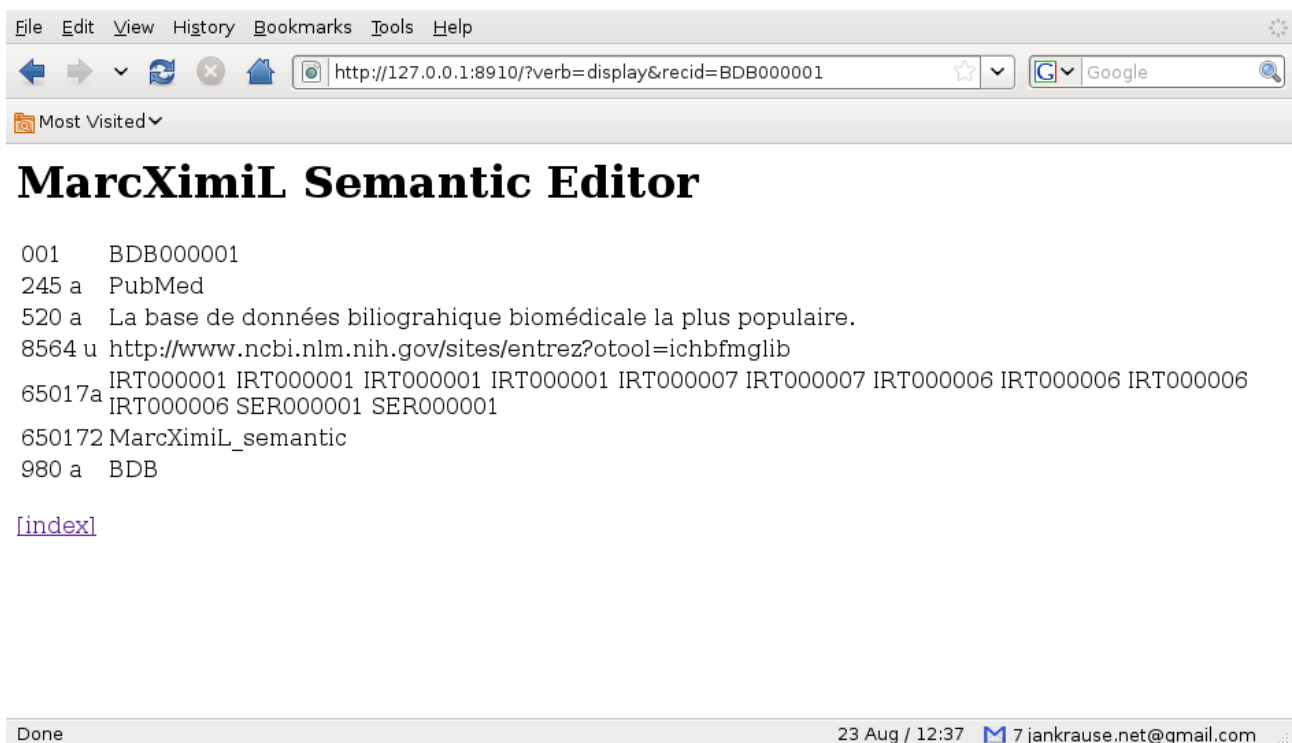 File Edit View History Bookmarks Tools Help
http://127.0.0.1:8910/?verb=display&recid=BDB000001 G Google
Most Visited
MarcXimiL Semantic Editor
001 BDB000001
245 a PubMed
520 a La base de données biliograhique biomédicale la plus populaire.
8564 u http://www.ncbi.nlm.nih.gov/sites/entrez?otool=ichbfmglib
65017a IRT000001 IRT000001 IRT000001 IRT000001 IRT000007 IRT000007 IRT000006 IRT000006 IRT000006
IRT000006 SER000001 SER000001
650172 MarcXimiL_semantic
980 a BDB
[index]
Done 23 Aug / 12:37 7 jankrause.net@gmail.com